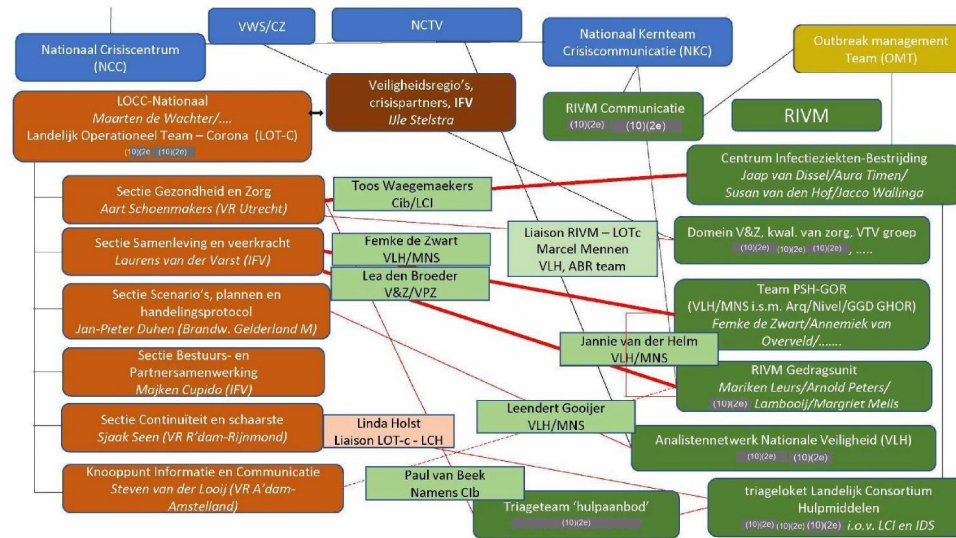 VWS/CZ
NCTV
Nationaal Crisiscentrum
(NCC)
Nationaal Kernteam
Crisiscommunicatie (NKC)
Outbreak management
Team (OMT)
LOCC-Nationaal
Maarten de Wachter/....
Landelijk Operationeel Team – Corona (LOT-C)
(10)(2e (10)(2e)
Veiligheidsregio's,
crisispartners, IFV
IJle Stelstra
RIVM Communicatie
(10)(2e) (10)(2e)
RIVM
Centrum Infectieziekten-Bestrijding
Jaap van Dissel/Aura Timen/
Susan van den Hof/Jacco Wallinga
Sectie Gezondheid en Zorg
Aart Schoenmakers (VR Utrecht)
Toos Waegemaekers
Cib/LCI
Liaison RIVM – LOTc
Marcel Mennen
VLH, ABR team
Domein V&Z, kwal. van zorg, VTV groep
(10)(2e) (10)(2e) (10)(2e) , .....
Sectie Samenleving en veerkracht
Laurens van der Varst (IFV)
Femke de Zwart
VLH/MNS
Lea den Broeder
V&Z/VPZ
Sectie Scenario's, plannen en
handelingsprotocol
Jan-Pieter Duhen (Brandw. Gelderland M)
Team PSH-GOR
(VLH/MNS i.s.m. Arq/Nivel/GGD GHOR)
Femke de Zwart/Annemiek van
Overveld/.......
Jannie van der Helm
VLH/MNS
Sectie Bestuurs- en
Partnersamenwerking
Majken Cupido (IFV)
RIVM Gedragsunit
Mariken Leurs/Arnold Peters/
(10)(2e) Lambooij/Margriet Melis
Sectie Continuïteit en schaarste
Sjaak Seen (VR R'dam-Rijnmond)
Linda Holst
Liaison LOT-c - LCH
Leendert Gooijer
VLH/MNS
Analistennetwerk Nationale Veiligheid (VLH)
(10)(2e) (10)(2e)
Knooppunt Informatie en Communicatie
Steven van der Looij (VR A'dam-
Amstelland)
Paul van Beek
Namens CIb
Triageteam 'hulpaanbod'
(10)(2e)
triageloket Landelijk Consortium
Hulpmiddelen
(10)(2e) (10)(2e) (10)(2e) i.o.v. LCI en IDS